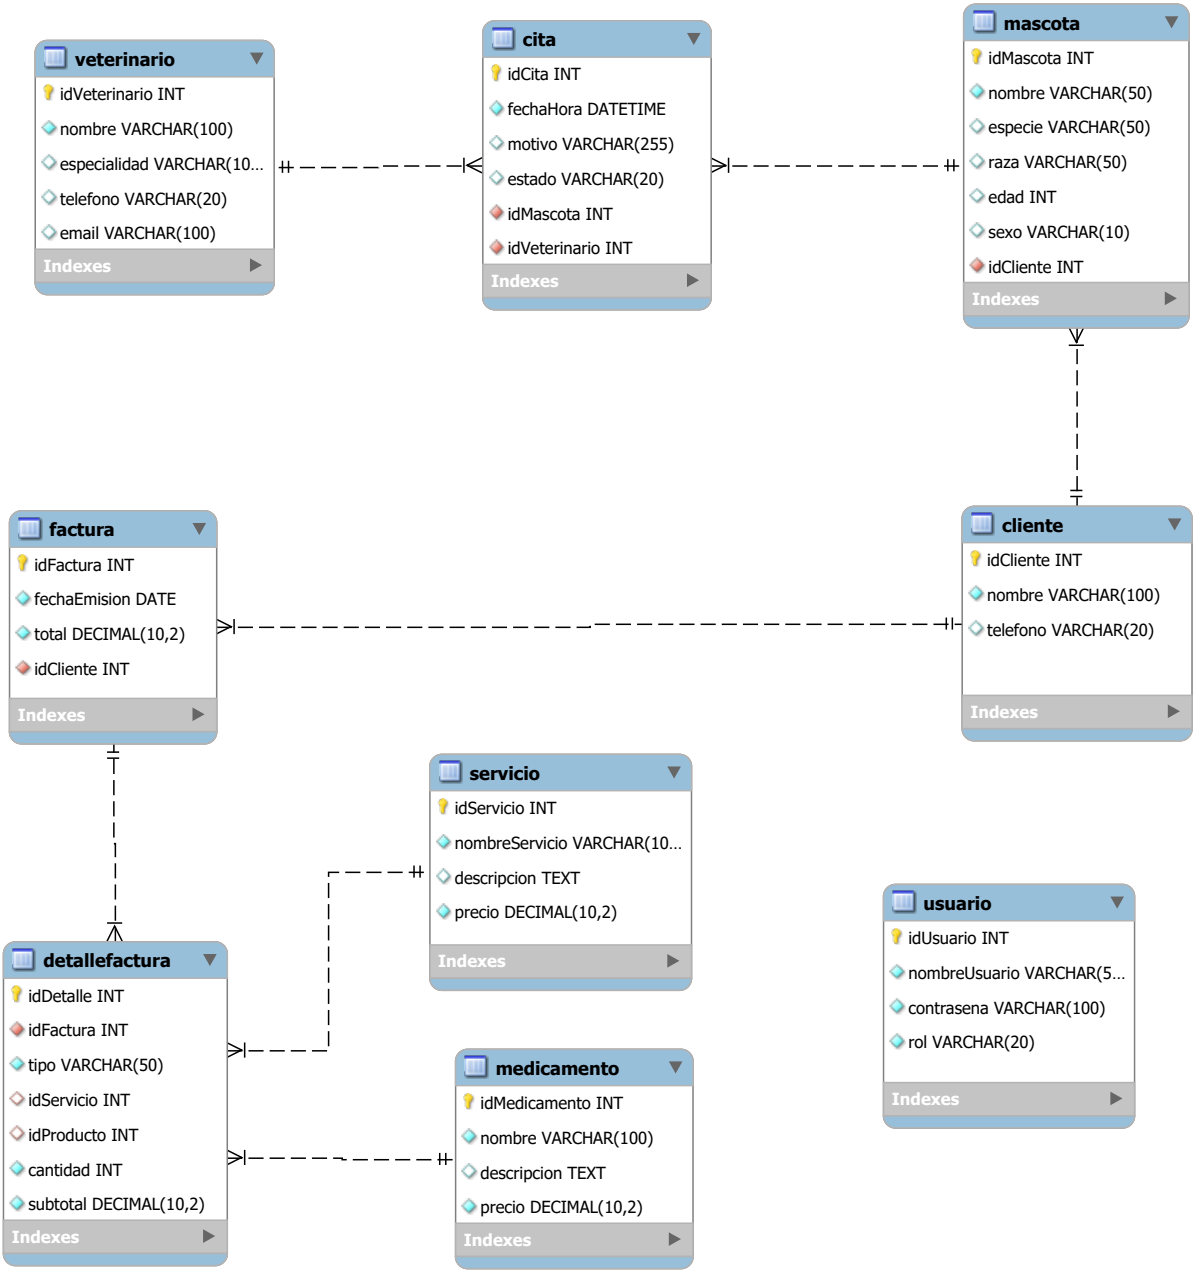 veterinario
idVeterinario INT
nombre VARCHAR(100)
especialidad VARCHAR(10...
telefono VARCHAR(20)
email VARCHAR(100)
Indexes
cita
idCita INT
fechaHora DATETIME
motivo VARCHAR(255)
estado VARCHAR(20)
idMascota INT
idVeterinario INT
Indexes
mascota
idMascota INT
nombre VARCHAR(50)
especie VARCHAR(50)
raza VARCHAR(50)
edad INT
sexo VARCHAR(10)
idCliente INT
Indexes
factura
idFactura INT
fechaEmision DATE
total DECIMAL(10,2)
idCliente INT
Indexes
cliente
idCliente INT
nombre VARCHAR(100)
telefono VARCHAR(20)
Indexes
servicio
idServicio INT
nombreServicio VARCHAR(10...
descripcion TEXT
precio DECIMAL(10,2)
Indexes
usuario
idUsuario INT
nombreUsuario VARCHAR(5...
contrasena VARCHAR(100)
rol VARCHAR(20)
Indexes
detallefactura
idDetalle INT
idFactura INT
tipo VARCHAR(50)
idServicio INT
idProducto INT
cantidad INT
subtotal DECIMAL(10,2)
Indexes
medicamento
idMedicamento INT
nombre VARCHAR(100)
descripcion TEXT
precio DECIMAL(10,2)
Indexes